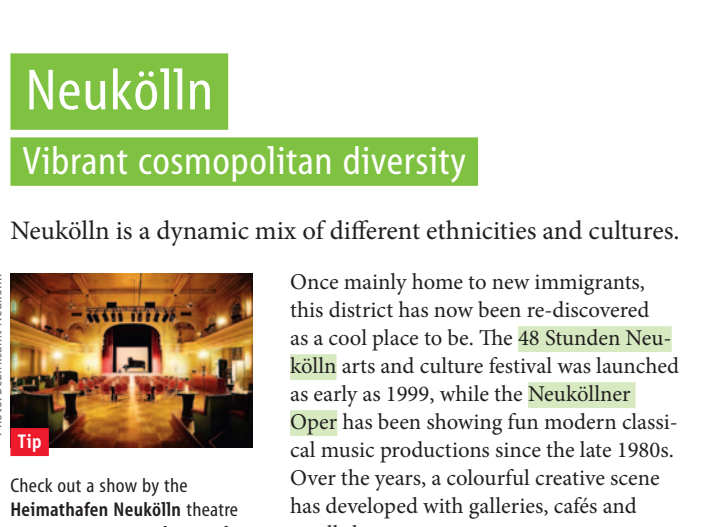 Neukölln
Vibrant cosmopolitan diversity
Neukölln is a dynamic mix of different ethnicities and cultures.
Tip
Check out a show by the
Heimathafen Neukölln theatre
Once mainly home to new immigrants,
this district has now been re-discovered
as a cool place to be. The 48 Stunden Neu-
kölln arts and culture festival was launched
as early as 1999, while the Neuköllner
Oper has been showing fun modern classi-
cal music productions since the late 1980s.
Over the years, a colourful creative scene
has developed with galleries, cafés and